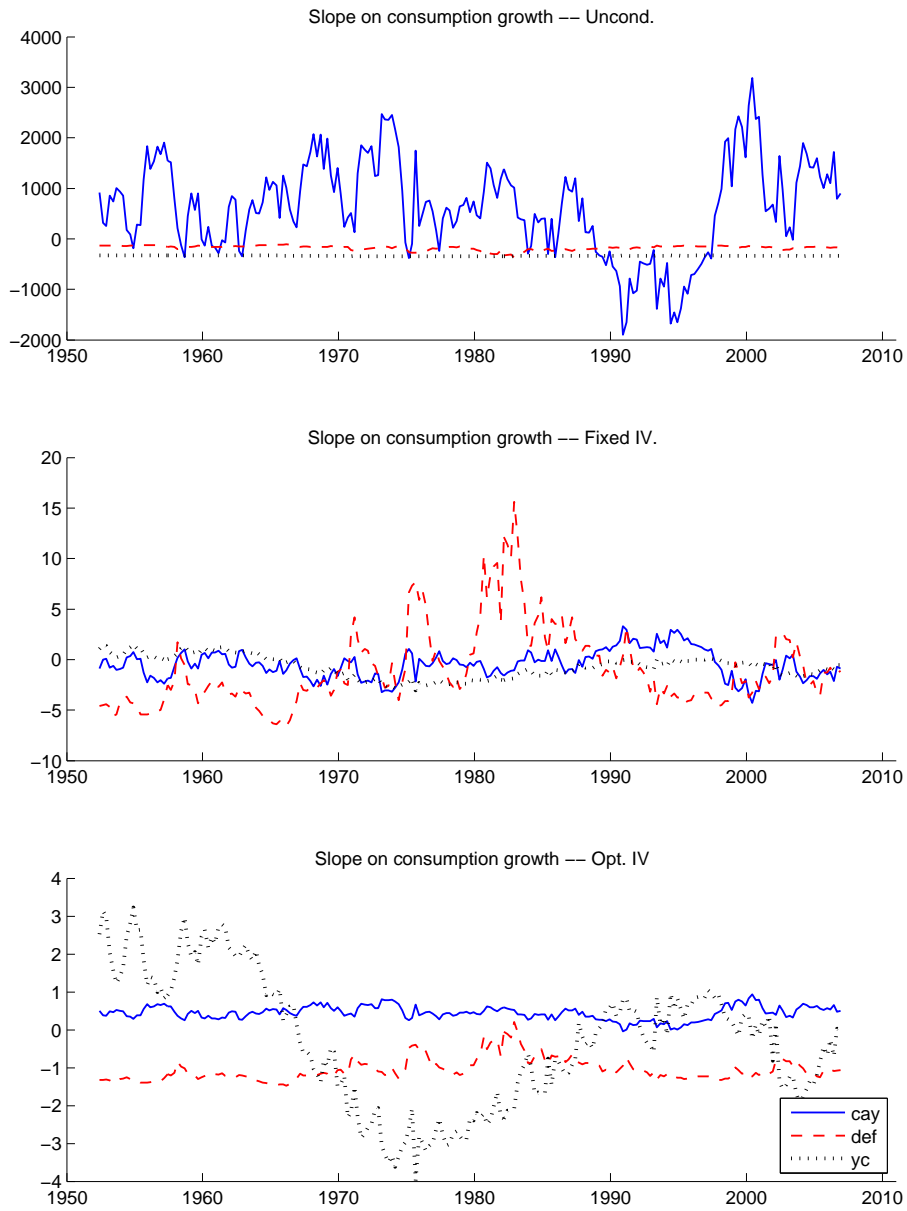 Slope on consumption growth −− Uncond.
4000
3000
2000
1000
0
−1000
−2000
1950 1960 1970 1980 1990 2000 2010
Slope on consumption growth −− Fixed IV.
20
15
10
5
0
−5
−10
1950 1960 1970 1980 1990 2000 2010
Slope on consumption growth −− Opt. IV
4
3
2
1
0
−1
−2
−3
−4
cay
def
yc
1950 1960 1970 1980 1990 2000 2010